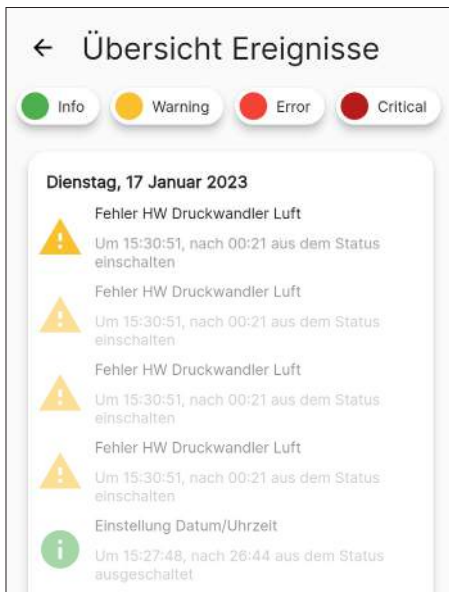 Übersicht Ereignisse
Info Warning Error Critical
Dienstag, 17 Januar 2023
Fehler HW Druckwandler Luft
Um 15:30:51, nach 00:21 aus dem Status
einschalten
Fehler HW Druckwandler Luft
Um 15:30:51, nach 00:21 aus dem Status
einschalten
Fehler HW Druckwandler Luft
Um 15:30:51, nach 00:21 aus dem Status
einschalten
Fehler HW Druckwandler Luft
Um 15:30:51, nach 00:21 aus dem Status
einschalten
Einstellung Datum/Uhrzeit
Um 15:27:48, nach 26:44 aus dem Status
ausgeschaltet